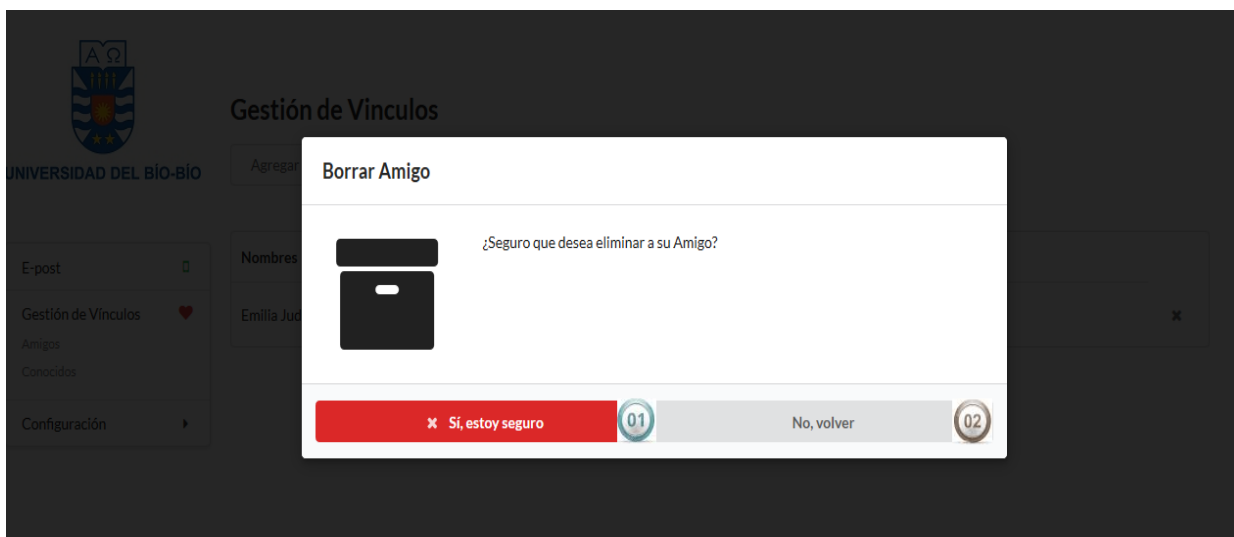 ΑΩ
UNIVERSIDAD DEL BÍO-BÍO
Gestión de Vinculos
Agregar
Borrar Amigo
¿Seguro que desea eliminar a su Amigo?
E-post
Gestión de Vínculos
Amigos
Conocidos
Configuración
Nombres
Emilia Jud
Sí, estoy seguro
01
No, volver
02